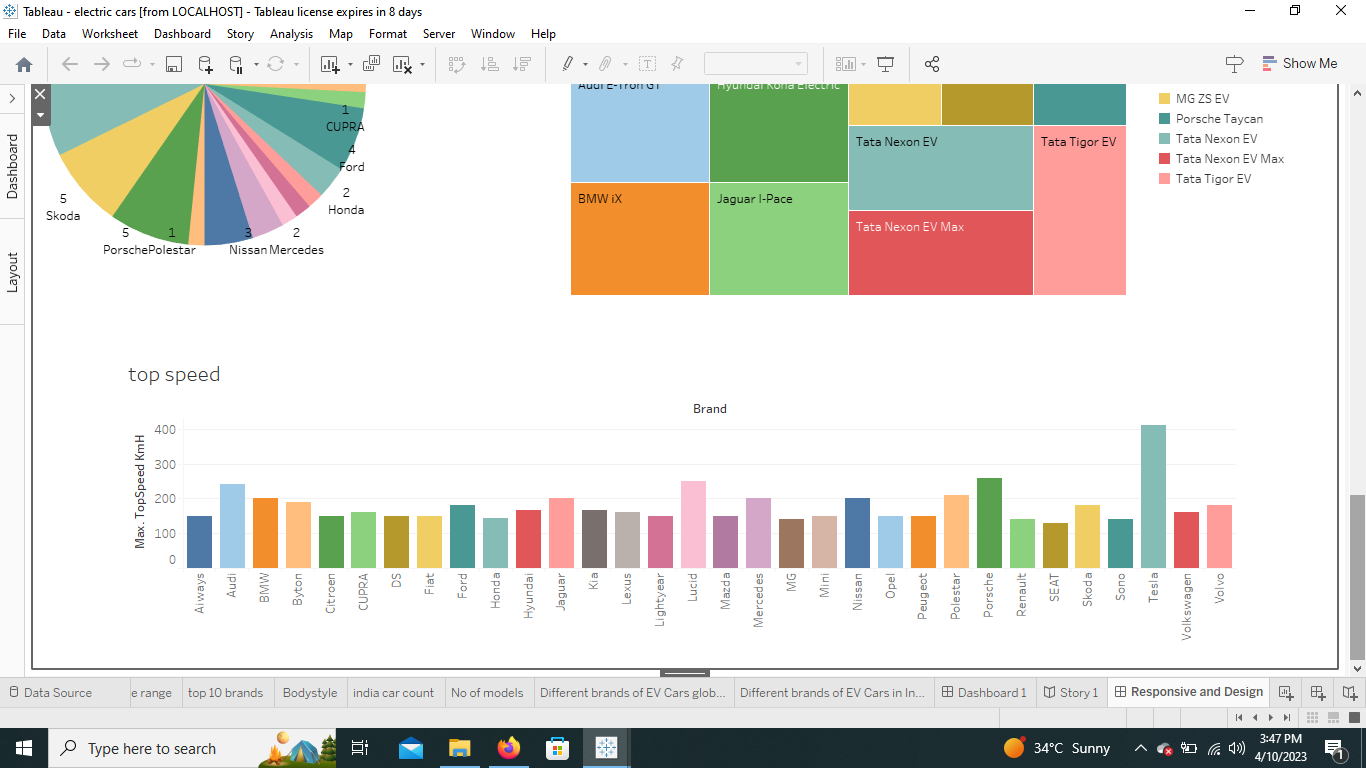 Tableau - electric cars [from LOCALHOST] - Tableau license expires in 8 days
File Data Worksheet Dashboard Story Analysis Map Format Server Window Help
Show Me
Dashboard
Layout
1
CUPRA
4
Ford
2
Honda
5
Skoda
5
Porsche
1
Polestar
3
Nissan
2
Mercedes
Audi E-Tron GT
Hyundai Kona Electric
BMW iX
Jaguar I-Pace
Tata Nexon EV
Tata Nexon EV Max
Tata Tigor EV
MG ZS EV
Porsche Taycan
Tata Nexon EV
Tata Nexon EV Max
Tata Tigor EV
top speed
Brand
Max. TopSpeed KmH
400
300
200
100
0
Aiways
Audi
BMW
Byton
Citroen
CUPRA
DS
Fiat
Ford
Honda
Hyundai
Jaguar
Kia
Lexus
Lightyear
Lucid
Mazda
Mercedes
MG
Mini
Nissan
Opel
Peugeot
Polestar
Porsche
Renault
SEAT
Skoda
Sono
Tesla
Volkswagen
Volvo
Data Source
e range
top 10 brands
Bodystyle
india car count
No of models
Different brands of EV Cars glob...
Different brands of EV Cars in In...
Dashboard 1
Story 1
Responsive and Design
Type here to search
34°C Sunny
3:47 PM
4/10/2023
1